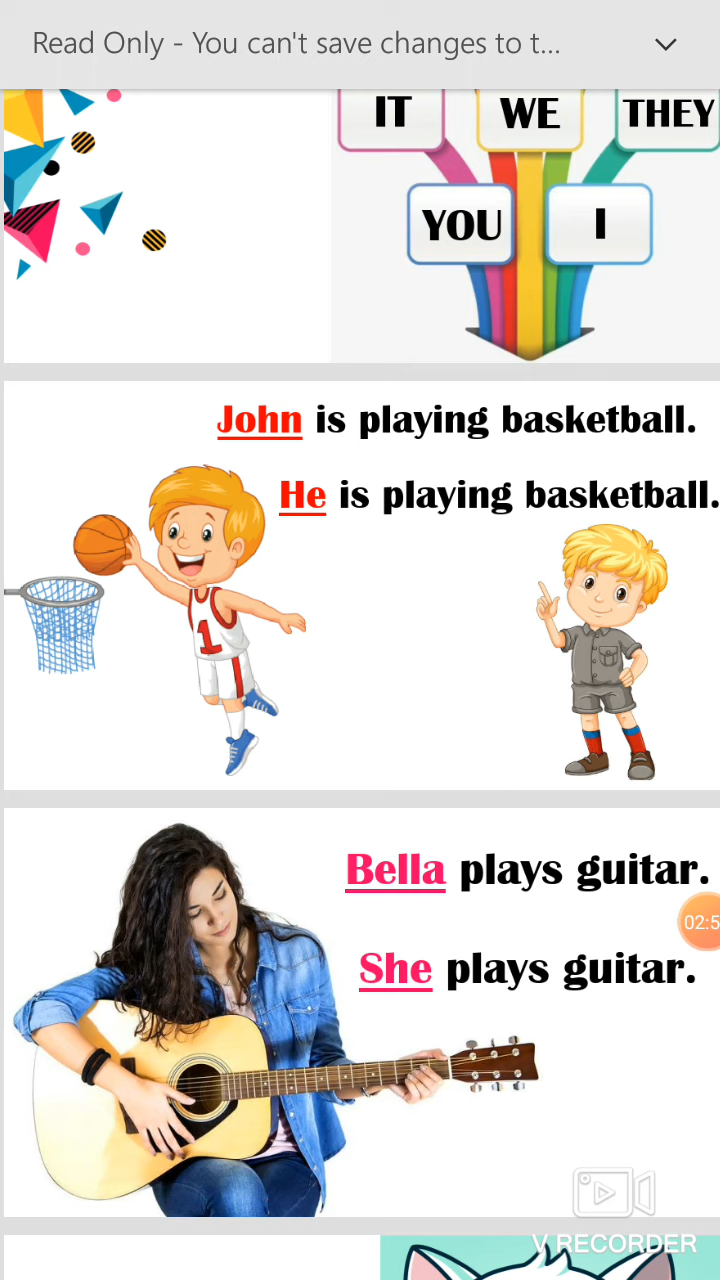 Read Only - You can't save changes to t...
IT WE THEY
YOU I
John is playing basketball.
He is playing basketball.
1
Bella plays guitar.
02:5
She plays guitar.
V RECORDER